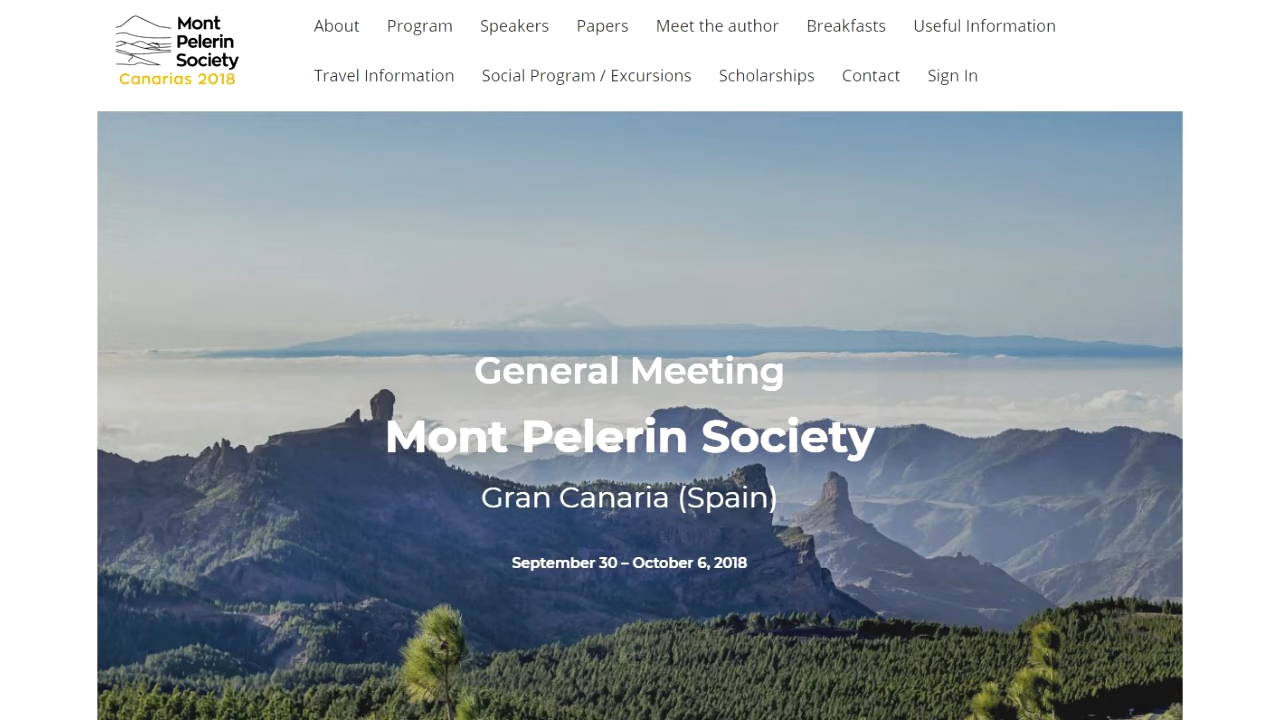 Mont
Pelerin
Society
Canarias 2018
About Program Speakers Papers Meet the author Breakfasts Useful Information
Travel Information Social Program / Excursions Scholarships Contact Sign In
General Meeting
Mont Pelerin Society
Gran Canaria (Spain)
September 30 – October 6, 2018